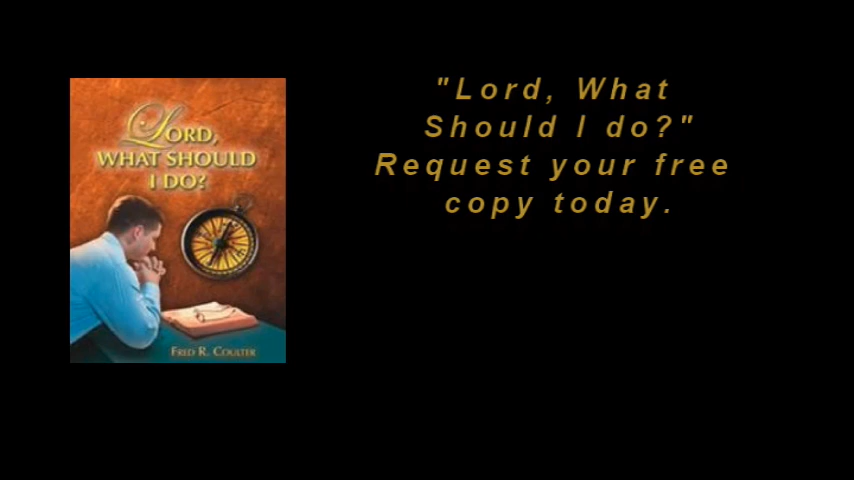 LORD,
WHAT SHOULD
I DO?
FRED R. COULTER
"Lord, What
Should I do?"
Request your free
copy today.